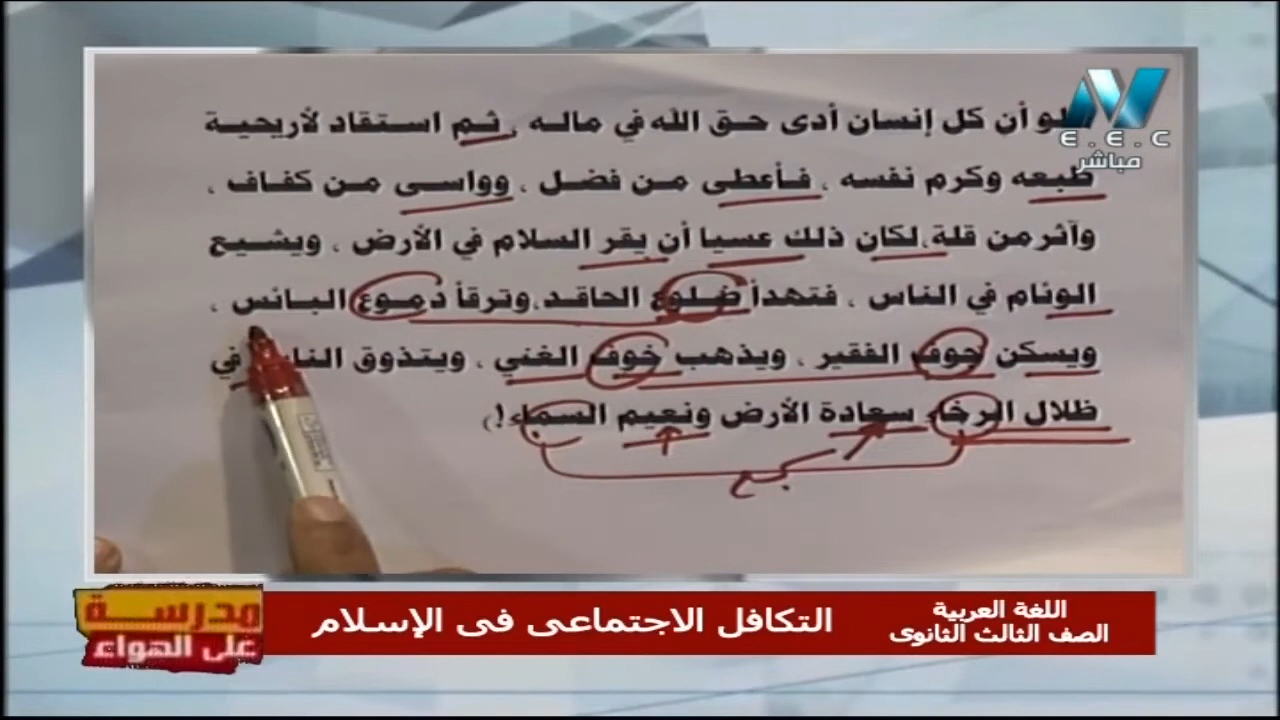 لو أن كل إنسان أدى حق الله في ماله ، ثم استقاد لأريحية
طبعه وكرم نفسه ، فأعطى من فضل ، وواسى من كفاف ،
وآثر من قلة، لكان ذلك عسيا أن يقر السلام في الأرض ، ويشيع
الوئام في الناس ، فتهدأ ضلوع الحاقد، وترقأ دموع البائس ،
ويسكن جوف الفقير ، ويذهب خوف الغني ، ويتذوق الناس في
ظلال الرخاء سعادة الأرض ونعيم السماء!)
جمع
E.E.C
مباشر
مدرسة
على الهواء
التكافل الاجتماعى فى الإسلام
اللغة العربية
الصف الثالث الثانوى